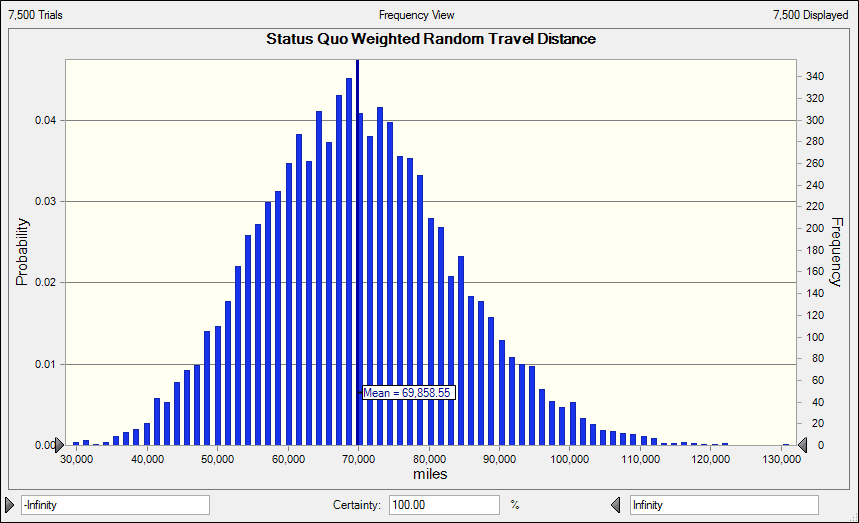 7,500 Trials Frequency View 7,500 Displayed
Status Quo Weighted Random Travel Distance
340
320
0.04 300
280
260
240
0.03 220
200
180
0.02 160
140
120
100
0.01 80
60
40
20
0.00 0
Probability
Frequency
Mean = 69,858.55
30,000 40,000 50,000 60,000 70,000 80,000 90,000 100,000 110,000 120,000 130,000
miles
-Infinity Certainty: 100.00 % Infinity